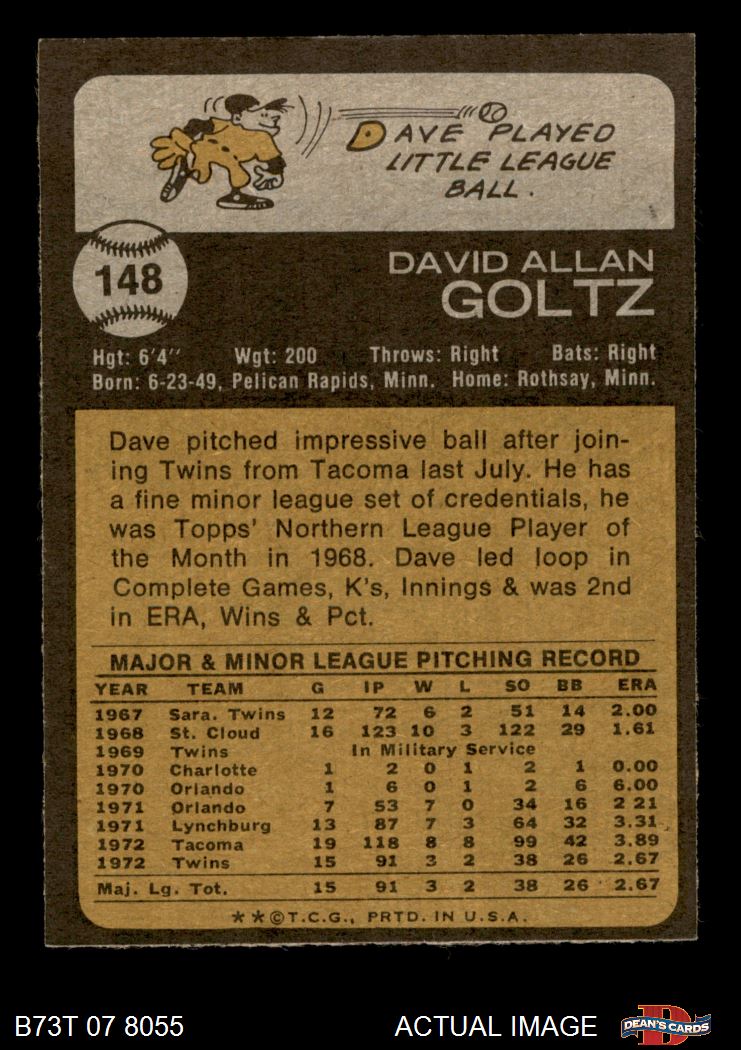 DAVE PLAYED
LITTLE LEAGUE
BALL.
148
DAVID ALLAN
GOLTZ
Hgt: 6'4" Wgt: 200 Throws: Right Bats: Right
Born: 6-23-49, Pelican Rapids, Minn. Home: Rothsay, Minn.
Dave pitched impressive ball after join-
ing Twins from Tacoma last July. He has
a fine minor league set of credentials, he
was Topps' Northern League Player of
the Month in 1968. Dave led loop in
Complete Games, K's, Innings & was 2nd
in ERA, Wins & Pct.
MAJOR & MINOR LEAGUE PITCHING RECORD
YEAR TEAM G IP W L SO BB ERA
1967 Sara. Twins 12 72 6 2 51 14 2.00
1968 St. Cloud 16 123 10 3 122 29 1.61
1969 Twins In Military Service
1970 Charlotte 1 2 0 1 2 1 0.00
1970 Orlando 1 6 0 1 2 6 6.00
1971 Orlando 7 53 7 0 34 16 2 21
1971 Lynchburg 13 87 7 3 64 32 3.31
1972 Tacoma 19 118 8 8 99 42 3.89
1972 Twins 15 91 3 2 38 26 2.67
Maj. Lg. Tot. 15 91 3 2 38 26 2.67
**©T.C.G., PRTD. IN U.S.A.
B73T 07 8055 ACTUAL IMAGE D DEAN'S CARDS